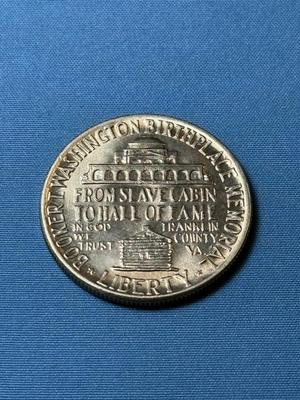 BOOKER T. WASHINGTON BIRTHPLACE MEMORIAL
FROM SLAVE CABIN
TO HALL OF FAME
IN GOD
WE
TRUST
FRANKLIN
COUNTY
VA.
LIBERTY